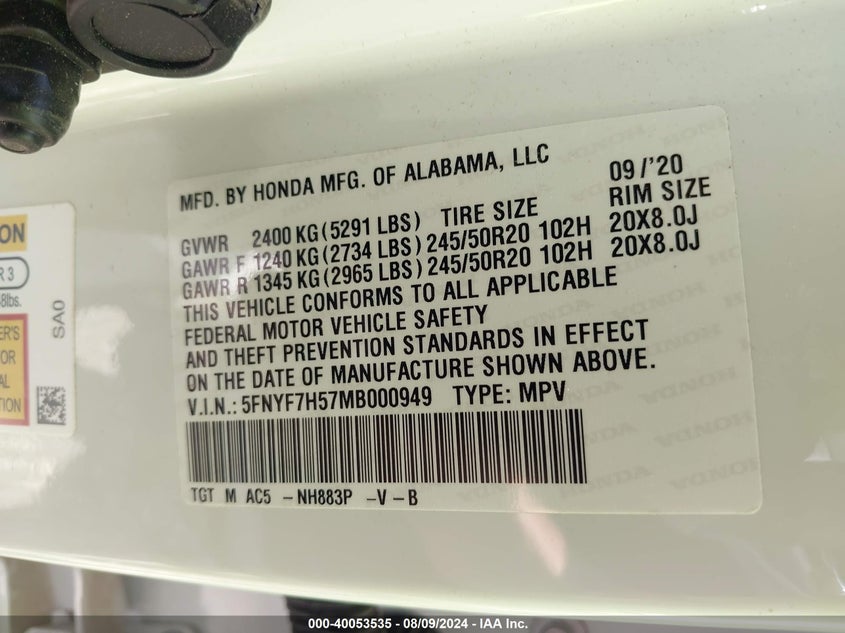 MFD. BY HONDA MFG. OF ALABAMA, LLC 09/'20
GVWR 2400 KG (5291 LBS) TIRE SIZE RIM SIZE
GAWR F 1240 KG (2734 LBS) 245/50R20 102H 20X8.0J
GAWR R 1345 KG (2965 LBS) 245/50R20 102H 20X8.0J
THIS VEHICLE CONFORMS TO ALL APPLICABLE
FEDERAL MOTOR VEHICLE SAFETY
AND THEFT PREVENTION STANDARDS IN EFFECT
ON THE DATE OF MANUFACTURE SHOWN ABOVE.
V.I.N.: 5FNYF7H57MB000949 TYPE: MPV
TGT M AC5 -NH883P -V-B
SA0
000-40053535 - 08/09/2024 - IAA Inc.